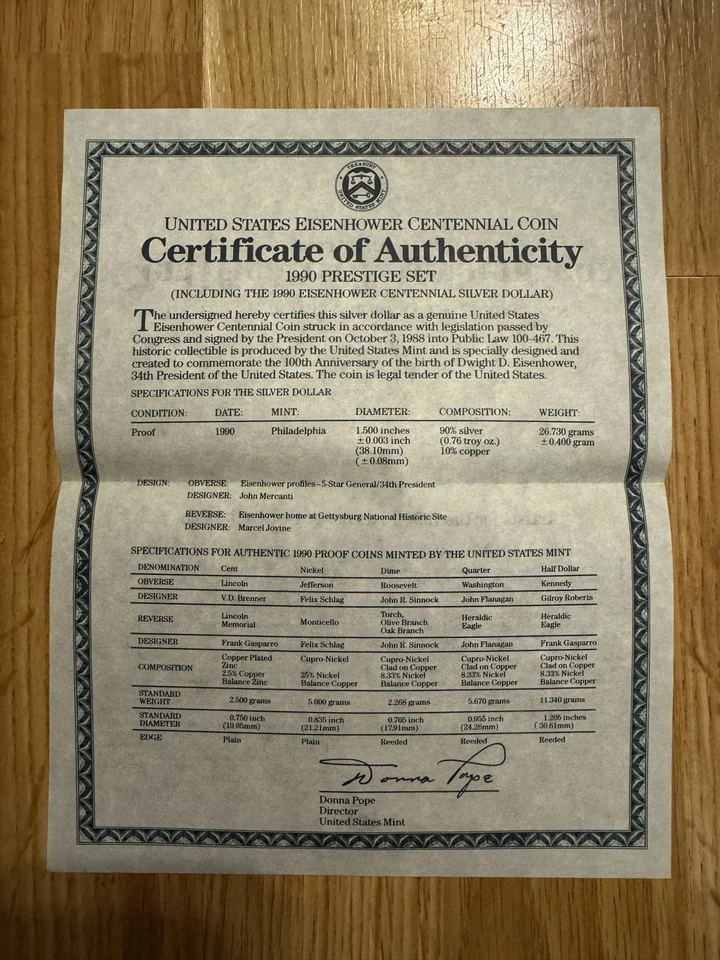 TREASURY
UNITED STATES MINT
UNITED STATES EISENHOWER CENTENNIAL COIN
Certificate of Authenticity
1990 PRESTIGE SET
(INCLUDING THE 1990 EISENHOWER CENTENNIAL SILVER DOLLAR)
The undersigned hereby certifies this silver dollar as a genuine United States
Eisenhower Centennial Coin struck in accordance with legislation passed by
Congress and signed by the President on October 3, 1988 into Public Law 100-467. This
historic collectible is produced by the United States Mint and is specially designed and
created to commemorate the 100th Anniversary of the birth of Dwight D. Eisenhower,
34th President of the United States. The coin is legal tender of the United States.
SPECIFICATIONS FOR THE SILVER DOLLAR
CONDITION: DATE: MINT: DIAMETER: COMPOSITION: WEIGHT:
Proof 1990 Philadelphia 1.500 inches 90% silver 26.730 grams
±0.003 inch (0.76 troy oz.) ±0.400 gram
(38.10mm) 10% copper
(±0.08mm)
DESIGN: OBVERSE: Eisenhower profiles–5-Star General/34th President
DESIGNER: John Mercanti
REVERSE: Eisenhower home at Gettysburg National Historic Site
DESIGNER: Marcel Jovine
SPECIFICATIONS FOR AUTHENTIC 1990 PROOF COINS MINTED BY THE UNITED STATES MINT
DENOMINATION Cent Nickel Dime Quarter Half Dollar
OBVERSE Lincoln Jefferson Roosevelt Washington Kennedy
DESIGNER V.D. Brenner Felix Schlag John R. Sinnock John Flanagan Gilroy Roberts
REVERSE Lincoln Memorial Monticello Torch, Olive Branch Oak Branch Heraldic Eagle Heraldic Eagle
DESIGNER Frank Gasparro Felix Schlag John R. Sinnock John Flanagan Frank Gasparro
COMPOSITION Copper Plated Zinc 2.5% Copper Balance Zinc Cupro-Nickel 25% Nickel Balance Copper Cupro-Nickel Clad on Copper 8.33% Nickel Balance Copper Cupro-Nickel Clad on Copper 8.33% Nickel Balance Copper Cupro-Nickel Clad on Copper 8.33% Nickel Balance Copper
STANDARD WEIGHT 2.500 grams 5.000 grams 2.268 grams 5.670 grams 11.340 grams
STANDARD DIAMETER 0.750 inch (19.05mm) 0.835 inch (21.21mm) 0.705 inch (17.91mm) 0.955 inch (24.26mm) 1.205 inches (30.61mm)
EDGE Plain Plain Reeded Reeded Reeded
Donna Pope
Donna Pope
Director
United States Mint